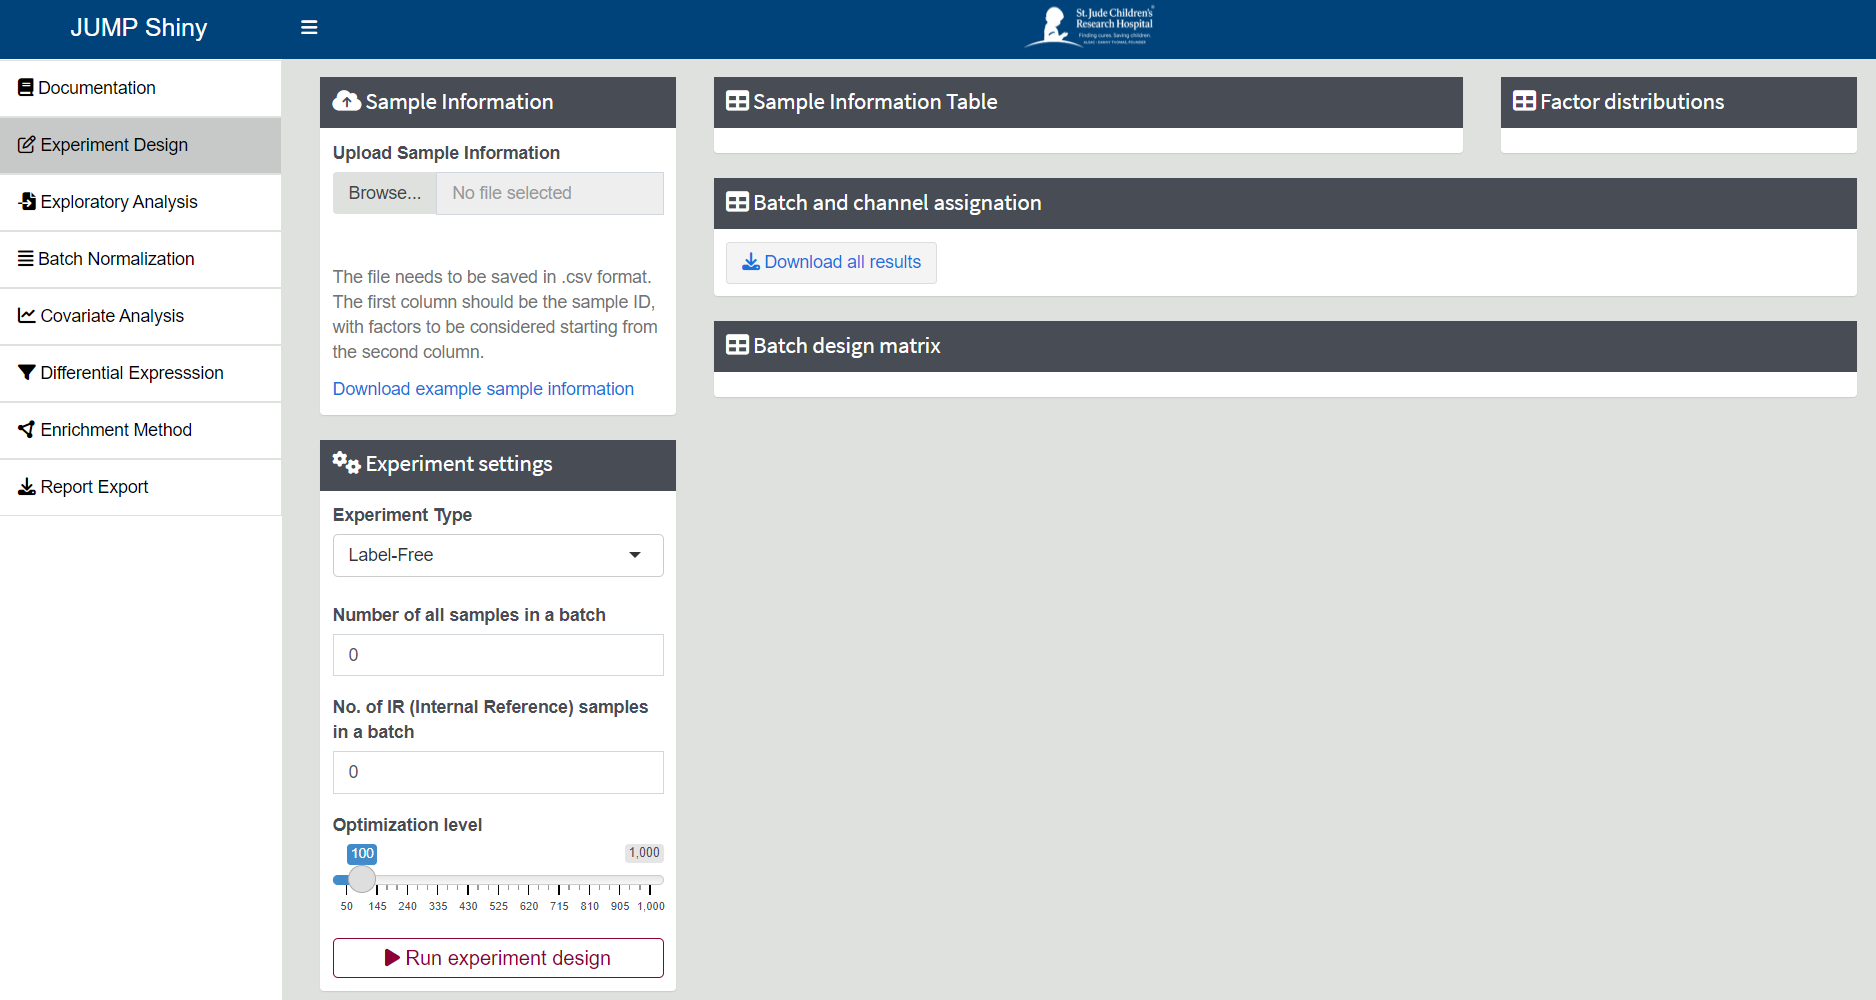 JUMP Shiny
St. Jude Children's
Research Hospital
Finding cures. Saving children.
ALSAC · DANNY THOMAS, FOUNDER
Documentation
Experiment Design
Exploratory Analysis
Batch Normalization
Covariate Analysis
Differential Expresssion
Enrichment Method
Report Export
Sample Information
Upload Sample Information
Browse... No file selected
The file needs to be saved in .csv format.
The first column should be the sample ID,
with factors to be considered starting from
the second column.
Download example sample information
Experiment settings
Experiment Type
Label-Free
Number of all samples in a batch
0
No. of IR (Internal Reference) samples
in a batch
0
Optimization level
100 1,000
50 145 240 335 430 525 620 715 810 905 1,000
Run experiment design
Sample Information Table
Factor distributions
Batch and channel assignation
Download all results
Batch design matrix